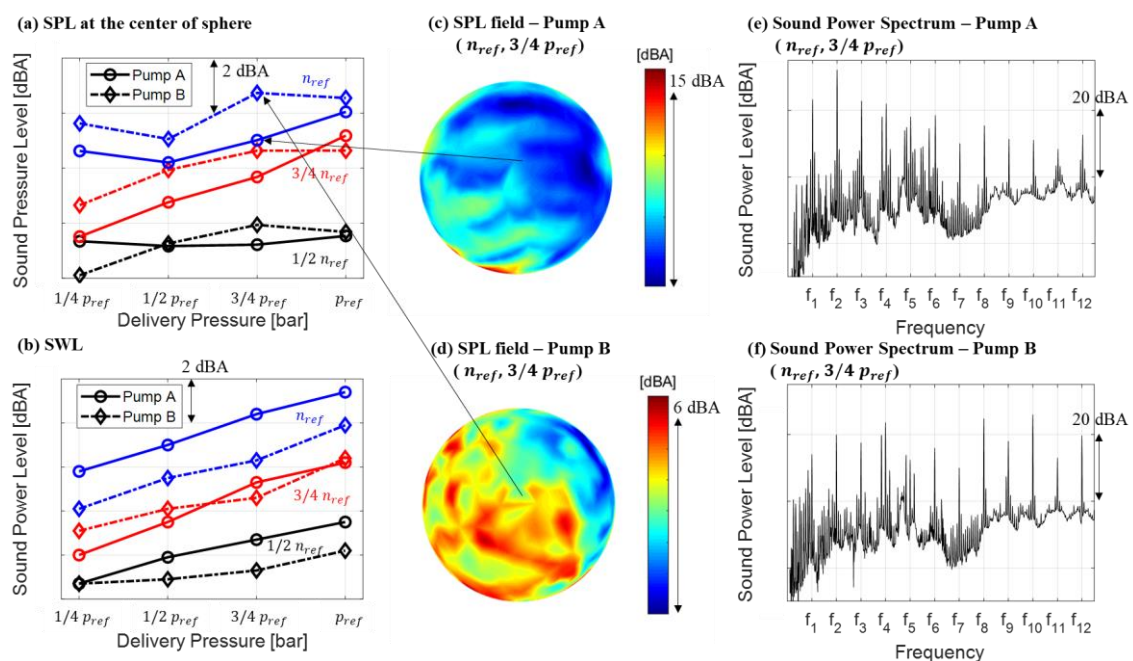 (a) SPL at the center of sphere
Sound Pressure Level [dBA]
Pump A
Pump B
2 dBA
n_ref
3/4 n_ref
1/2 n_ref
1/4 p_ref
1/2 p_ref
3/4 p_ref
p_ref
Delivery Pressure [bar]
(b) SWL
Sound Power Level [dBA]
Pump A
Pump B
2 dBA
n_ref
3/4 n_ref
1/2 n_ref
1/4 p_ref
1/2 p_ref
3/4 p_ref
p_ref
Delivery Pressure [bar]
(c) SPL field – Pump A
( n_ref, 3/4 p_ref)
[dBA]
15 dBA
(d) SPL field – Pump B
( n_ref, 3/4 p_ref)
[dBA]
6 dBA
(e) Sound Power Spectrum – Pump A
( n_ref, 3/4 p_ref)
Sound Power Level [dBA]
20 dBA
f1 f2 f3 f4 f5 f6 f7 f8 f9 f10 f11 f12
Frequency
(f) Sound Power Spectrum – Pump B
( n_ref, 3/4 p_ref)
Sound Power Level [dBA]
20 dBA
f1 f2 f3 f4 f5 f6 f7 f8 f9 f10 f11 f12
Frequency